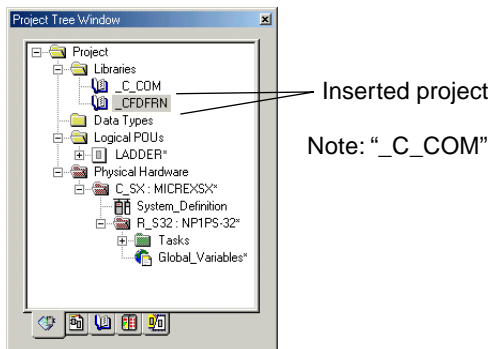 Project Tree Window
Project
Libraries
_C_COM
_CFDFRN
Data Types
Logical POUs
LADDER*
Physical Hardware
C_SX : MICREXSX*
System_Definition
R_S32 : NP1PS-32*
Tasks
Global_Variables*
Inserted project
Note: “_C_COM”